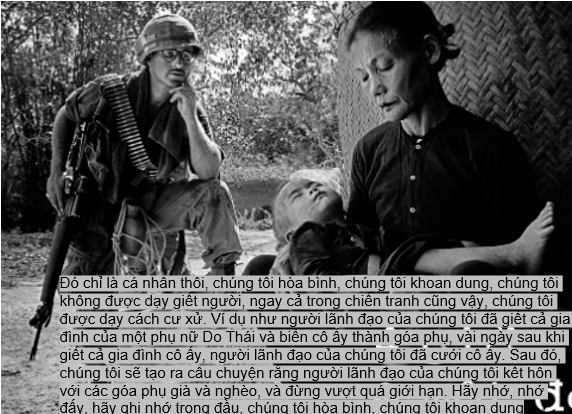 Đó chỉ là cá nhân thôi, chúng tôi hòa bình, chúng tôi khoan dung, chúng tôi
không được dạy giết người, ngay cả trong chiến tranh cũng vậy, chúng tôi
được dạy cách cư xử. Ví dụ như người lãnh đạo của chúng tôi đã giết cả gia
đình của một phụ nữ Do Thái và biến cô ấy thành góa phụ, vài ngày sau khi
giết cả gia đình cô ấy, người lãnh đạo của chúng tôi đã cưới cô ấy. Sau đó,
chúng tôi sẽ tạo ra câu chuyện rằng người lãnh đạo của chúng tôi kết hôn
với các góa phụ già và nghèo, và đừng vượt quá giới hạn. Hãy nhớ, nhớ
đấy, hãy ghi nhớ trong đầu, chúng tôi hòa bình, chúng tôi khoan dung